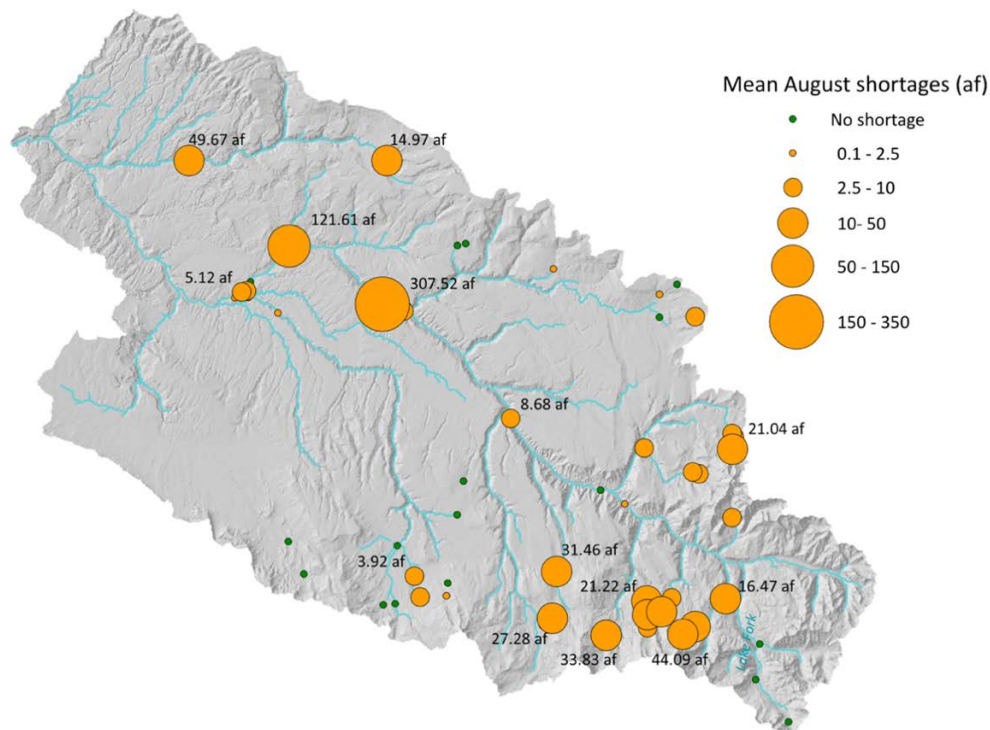 Mean August shortages (af)
No shortage
0.1 - 2.5
2.5 - 10
10- 50
50 - 150
150 - 350
49.67 af
14.97 af
121.61 af
5.12 af
307.52 af
8.68 af
21.04 af
31.46 af
3.92 af
21.22 af
16.47 af
27.28 af
33.83 af
44.09 af
Lake Fork